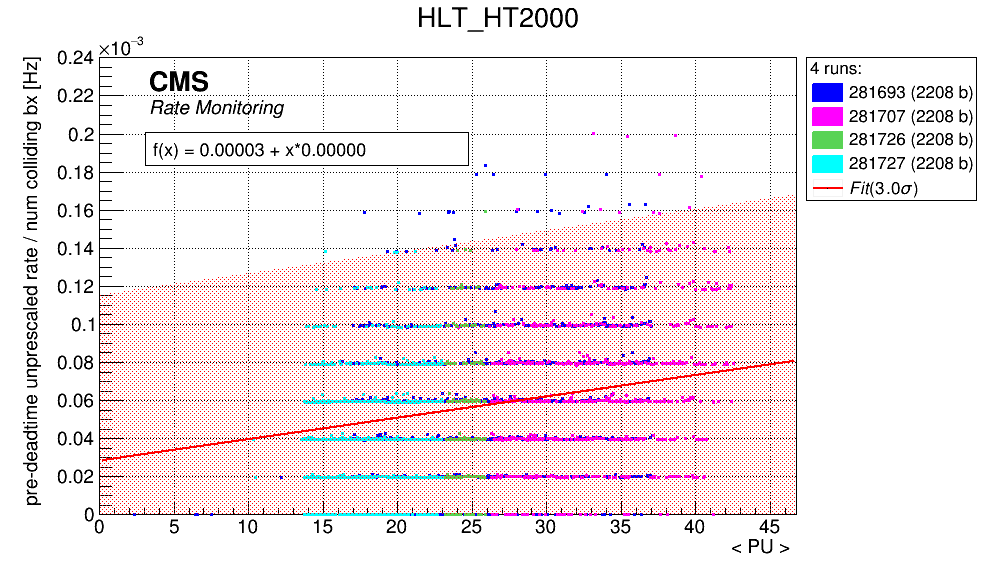 HLT_HT2000
×10⁻³
pre-deadtime unprescaled rate / num colliding bx [Hz]
0.24
0.22
0.2
0.18
0.16
0.14
0.12
0.1
0.08
0.06
0.04
0.02
0
CMS
Rate Monitoring
f(x) = 0.00003 + x*0.00000
0 5 10 15 20 25 30 35 40 45
< PU >
4 runs:
281693 (2208 b)
281707 (2208 b)
281726 (2208 b)
281727 (2208 b)
Fit(3.0σ)